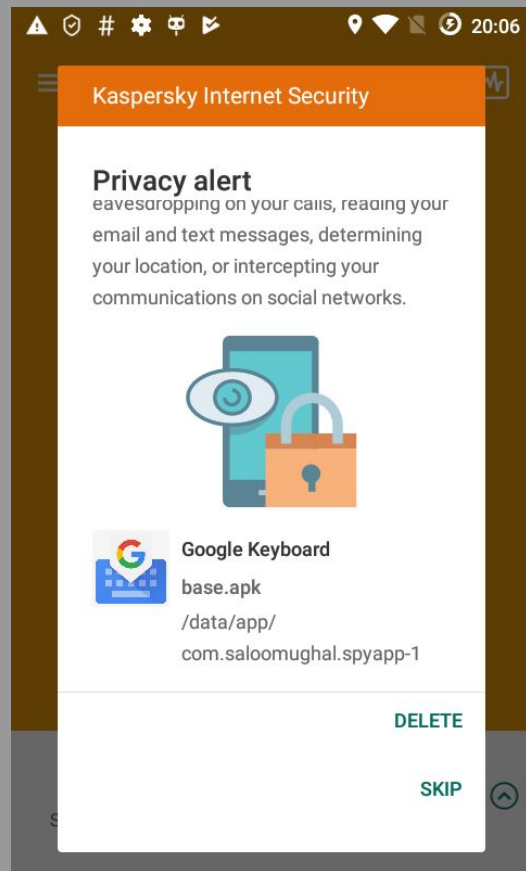 20:06
Kaspersky Internet Security
Privacy alert
eavesdropping on your calls, reading your
email and text messages, determining
your location, or intercepting your
communications on social networks.
Google Keyboard
base.apk
/data/app/
com.saloomughal.spyapp-1
DELETE
SKIP
S